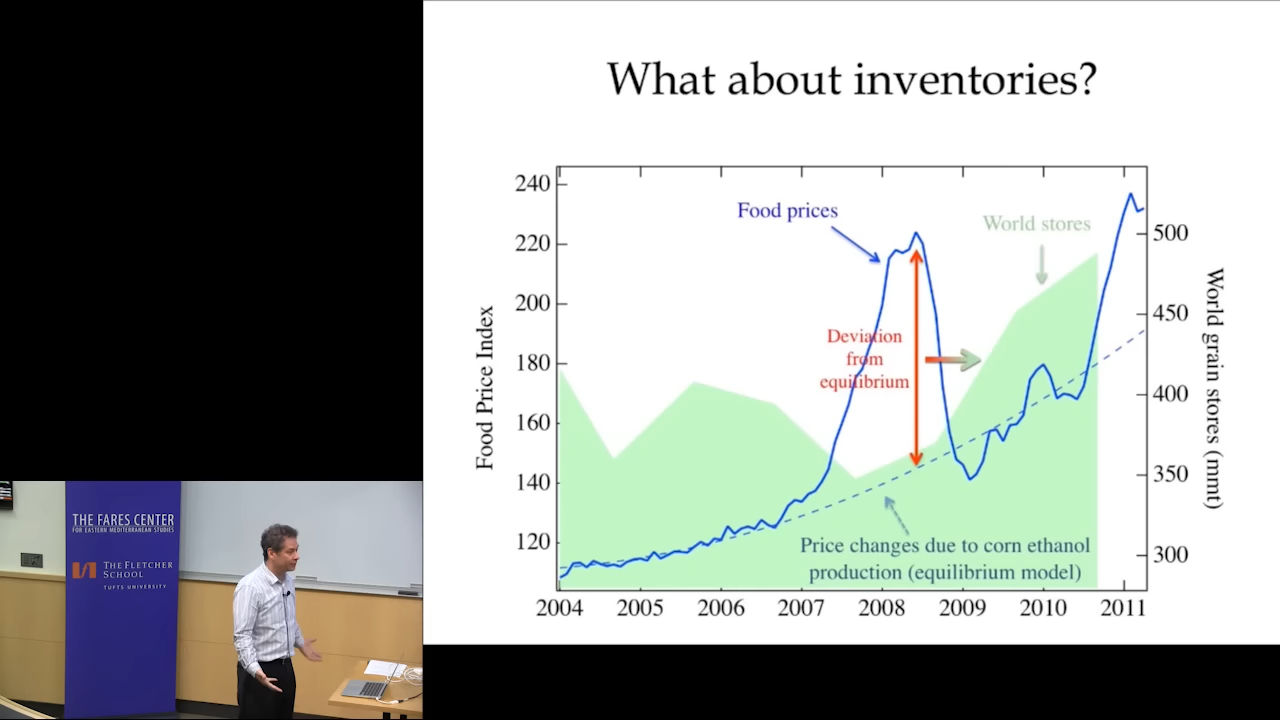 What about inventories?
240
220
200
180
160
140
120
Food Price Index
Food prices
World stores
Deviation
from
equilibrium
Price changes due to corn ethanol
production (equilibrium model)
500
450
400
350
300
World grain stores (mmt)
2004 2005 2006 2007 2008 2009 2010 2011
THE FARES CENTER
FOR EASTERN MEDITERRANEAN STUDIES
THE FLETCHER
SCHOOL
TUFTS UNIVERSITY